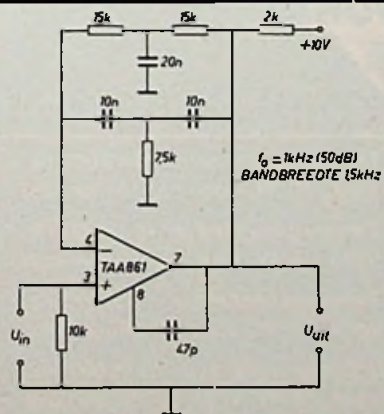 15k 15k 2k
+10V
20n
10n 10n
7,5k
f₀ = 1kHz (50dB)
BANDBREEDTE 1,5kHz
4 −
TAA861 7
3 +
8
47p
Uin 10k Uuit